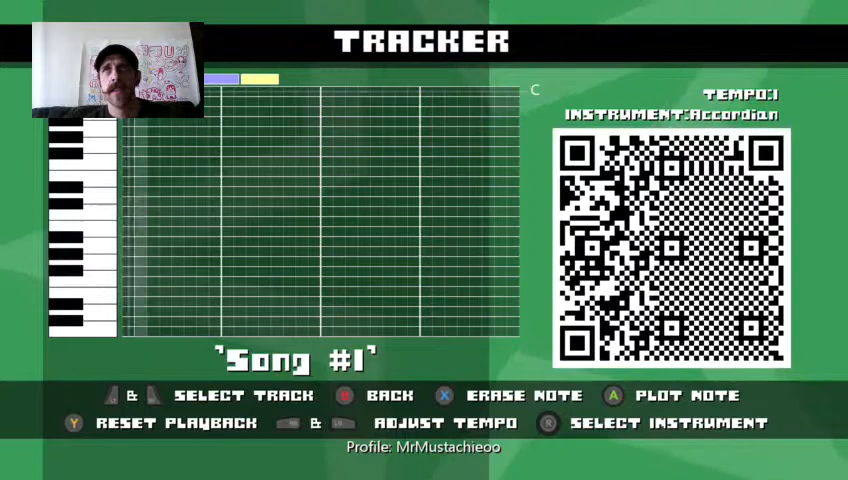 TRACKER
C
TEMPO:1
INSTRUMENT:Accordian
'Song #1'
& SELECT TRACK B BACK X ERASE NOTE A PLOT NOTE
Y RESET PLAYBACK & ADJUST TEMPO R SELECT INSTRUMENT
Profile: MrMustachieoo